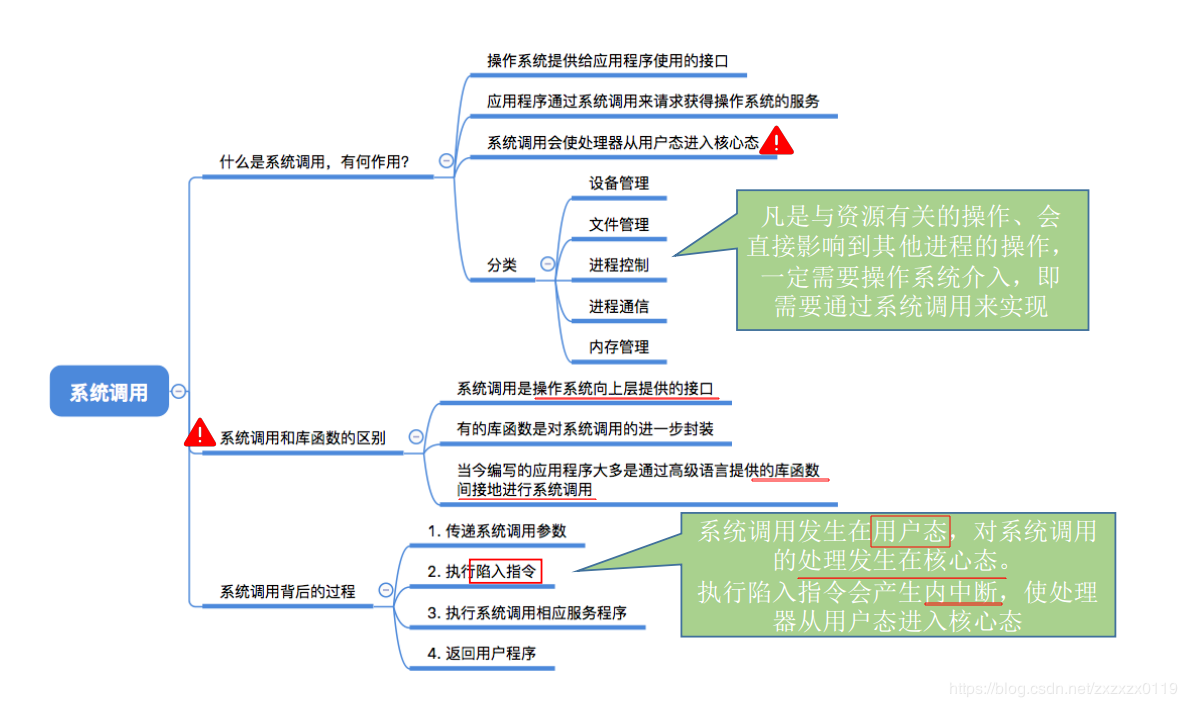 操作系统提供给应用程序使用的接口
应用程序通过系统调用来请求获得操作系统的服务
系统调用会使处理器从用户态进入核心态
什么是系统调用，有何作用?
设备管理
文件管理
分类
进程控制
进程通信
内存管理
凡是与资源有关的操作、会
直接影响到其他进程的操作，
一定需要操作系统介入，即
需要通过系统调用来实现
系统调用
系统调用是操作系统向上层提供的接口
系统调用和库函数的区别
有的库函数是对系统调用的进一步封装
当今编写的应用程序大多是通过高级语言提供的库函数
间接地进行系统调用
1. 传递系统调用参数
2. 执行陷入指令
系统调用背后的过程
3. 执行系统调用相应服务程序
4. 返回用户程序
系统调用发生在用户态，对系统调用
的处理发生在核心态。
执行陷入指令会产生内中断，使处理
器从用户态进入核心态
https://blog.csdn.net/zxzxzx0119